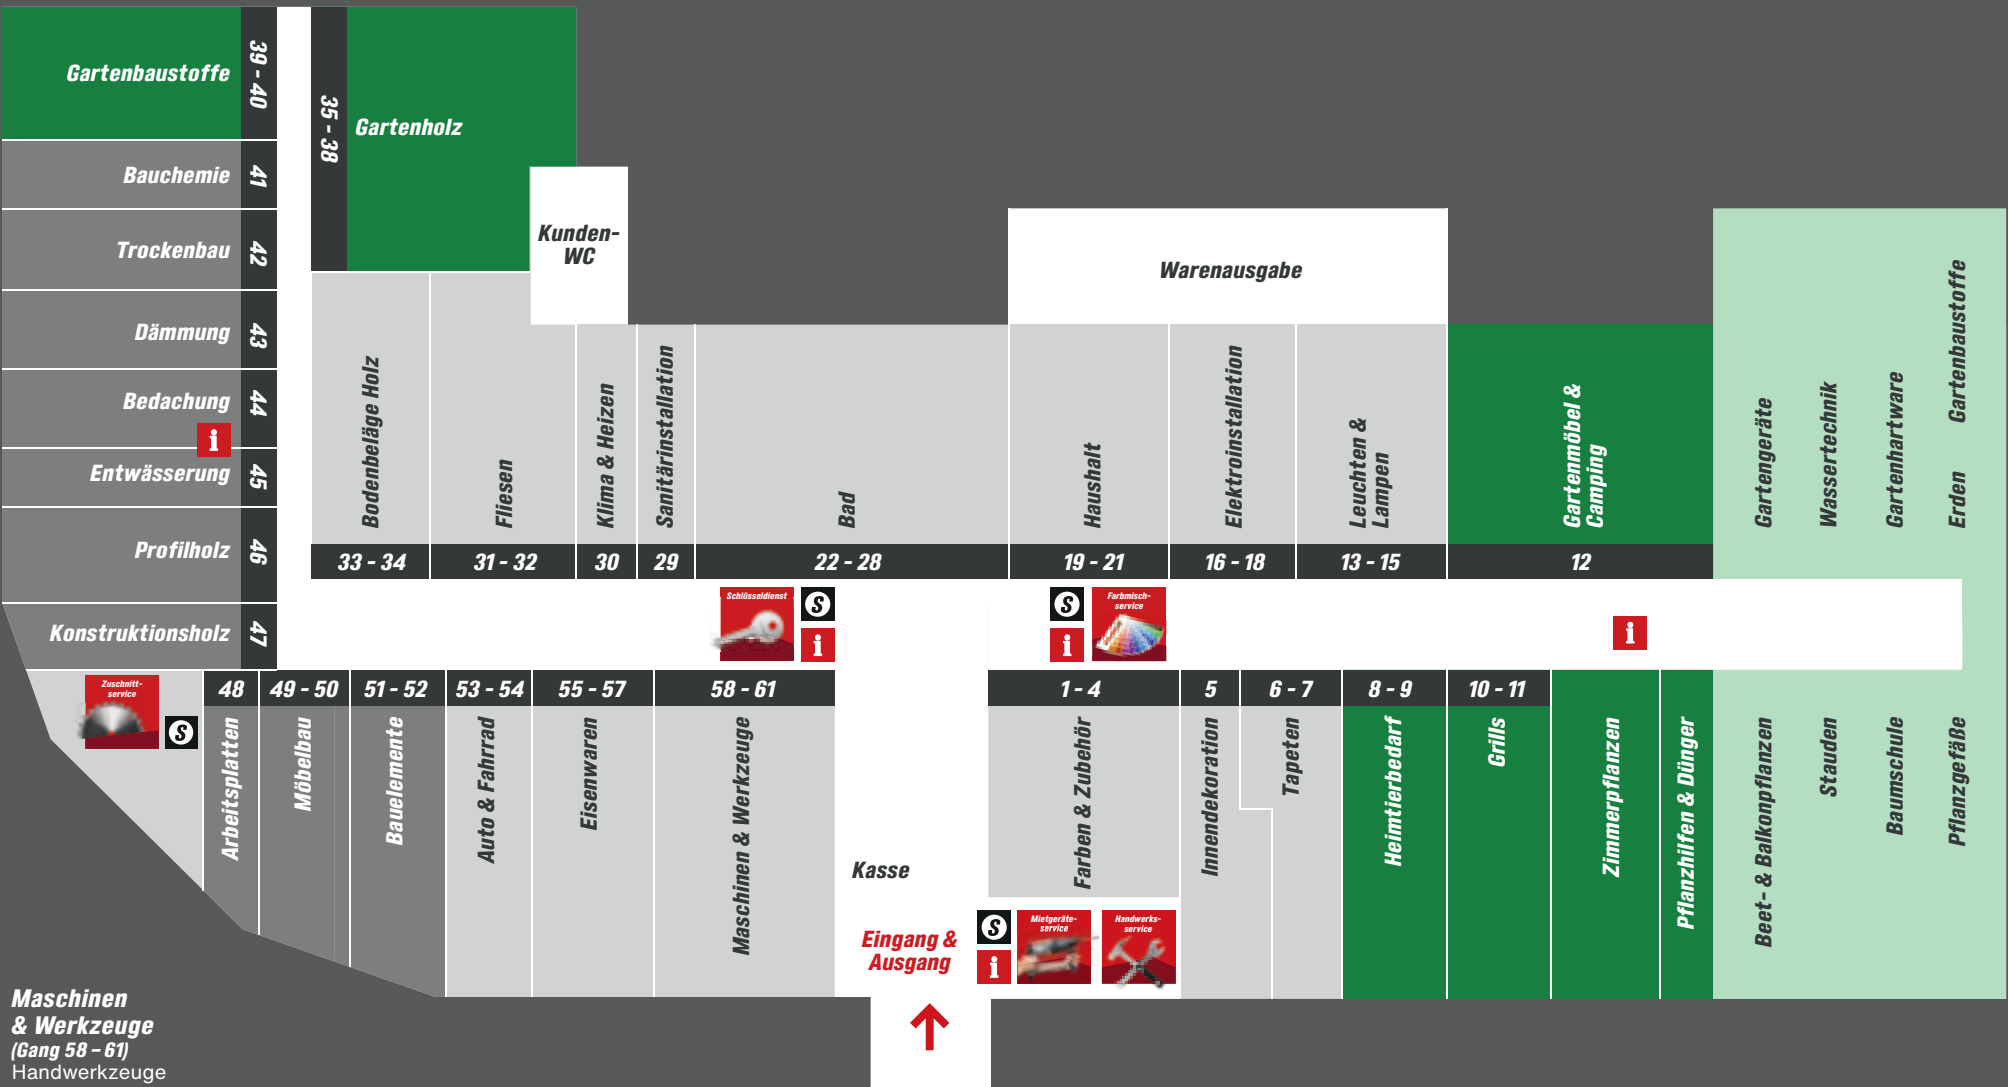 Gartenbaustoffe
39 - 40
35 - 38
Gartenholz
Bauchemie
41
Trockenbau
42
Dämmung
43
Bedachung
44
i
Entwässerung
45
Profilholz
46
Konstruktionsholz
47
Kunden-
WC
Warenausgabe
Bodenbeläge Holz
Fliesen
Klima & Heizen
Sanitärinstallation
Bad
Haushalt
Elektroinstallation
Leuchten &
Lampen
Gartenmöbel &
Camping
Gartengeräte
Wassertechnik
Gartenhartware
Erden
Gartenbaustoffe
33 - 34
31 - 32
30
29
22 - 28
19 - 21
16 - 18
13 - 15
12
Schlüsseldienst
S
i
S
i
Farbmisch-
service
i
Zuschnitt-
service
S
48
49 - 50
51 - 52
53 - 54
55 - 57
58 - 61
1 - 4
5
6 - 7
8 - 9
10 - 11
Arbeitsplatten
Möbelbau
Bauelemente
Auto & Fahrrad
Eisenwaren
Maschinen & Werkzeuge
Farben & Zubehör
Innendekoration
Tapeten
Heimtierbedarf
Grills
Zimmerpflanzen
Pflanzhilfen & Dünger
Beet- & Balkonpflanzen
Stauden
Baumschule
Pflanzgefäße
Kasse
Eingang &
Ausgang
S
i
Mietgeräte-
service
Handwerks-
service
Maschinen
& Werkzeuge
(Gang 58 – 61)
Handwerkzeuge